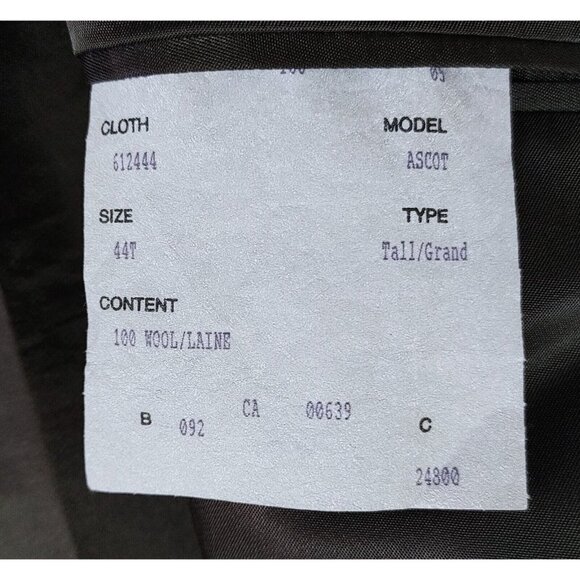 CLOTH MODEL
612444 ASCOT
SIZE TYPE
44T Tall/Grand
CONTENT
100 WOOL/LAINE
B 092 CA 00639 C
24800